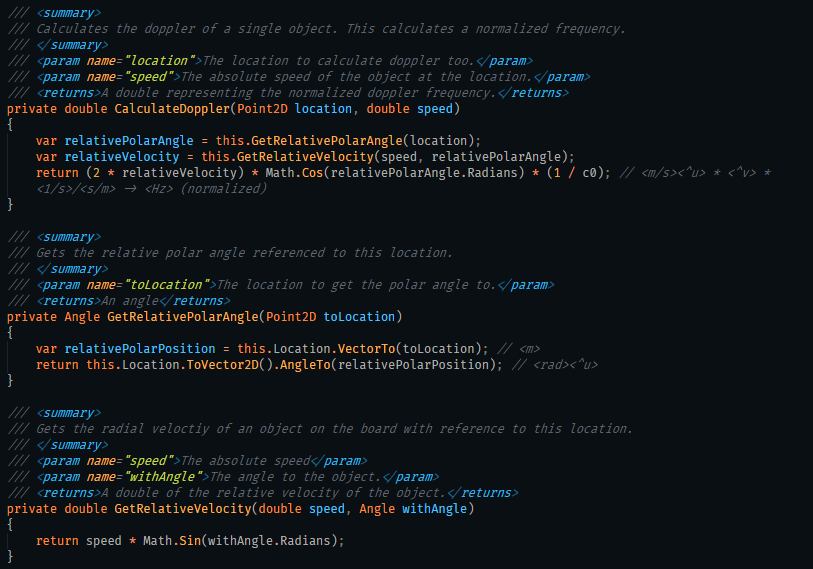 /// <summary>
/// Calculates the doppler of a single object. This calculates a normalized frequency.
/// </summary>
/// <param name="location">The location to calculate doppler too.</param>
/// <param name="speed">The absolute speed of the object at the location.</param>
/// <returns>A double representing the normalized doppler frequency.</returns>
private double CalculateDoppler(Point2D location, double speed)
{
    var relativePolarAngle = this.GetRelativePolarAngle(location);
    var relativeVelocity = this.GetRelativeVelocity(speed, relativePolarAngle);
    return (2 * relativeVelocity) * Math.Cos(relativePolarAngle.Radians) * (1 / c0); // <m/s><^u> * <^v> *
    <1/s>/<s/m> -> <Hz> (normalized)
}

/// <summary>
/// Gets the relative polar angle referenced to this location.
/// </summary>
/// <param name="toLocation">The location to get the polar angle to.</param>
/// <returns>An angle</returns>
private Angle GetRelativePolarAngle(Point2D toLocation)
{
    var relativePolarPosition = this.Location.VectorTo(toLocation); // <m>
    return this.Location.ToVector2D().AngleTo(relativePolarPosition); // <rad><^u>
}

/// <summary>
/// Gets the radial veloctiy of an object on the board with reference to this location.
/// </summary>
/// <param name="speed">The absolute speed</param>
/// <param name="withAngle">The angle to the object.</param>
/// <returns>A double of the relative velocity of the object.</returns>
private double GetRelativeVelocity(double speed, Angle withAngle)
{
    return speed * Math.Sin(withAngle.Radians);
}